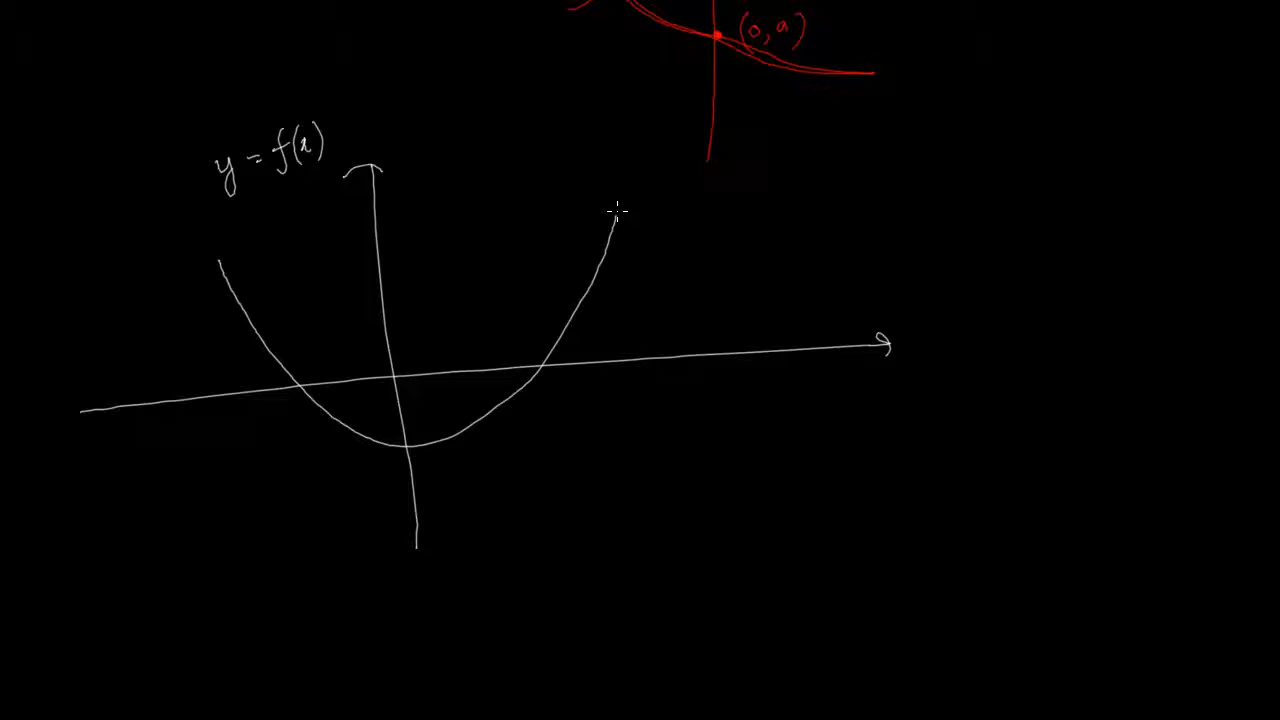 (0, a)
y = f(x)